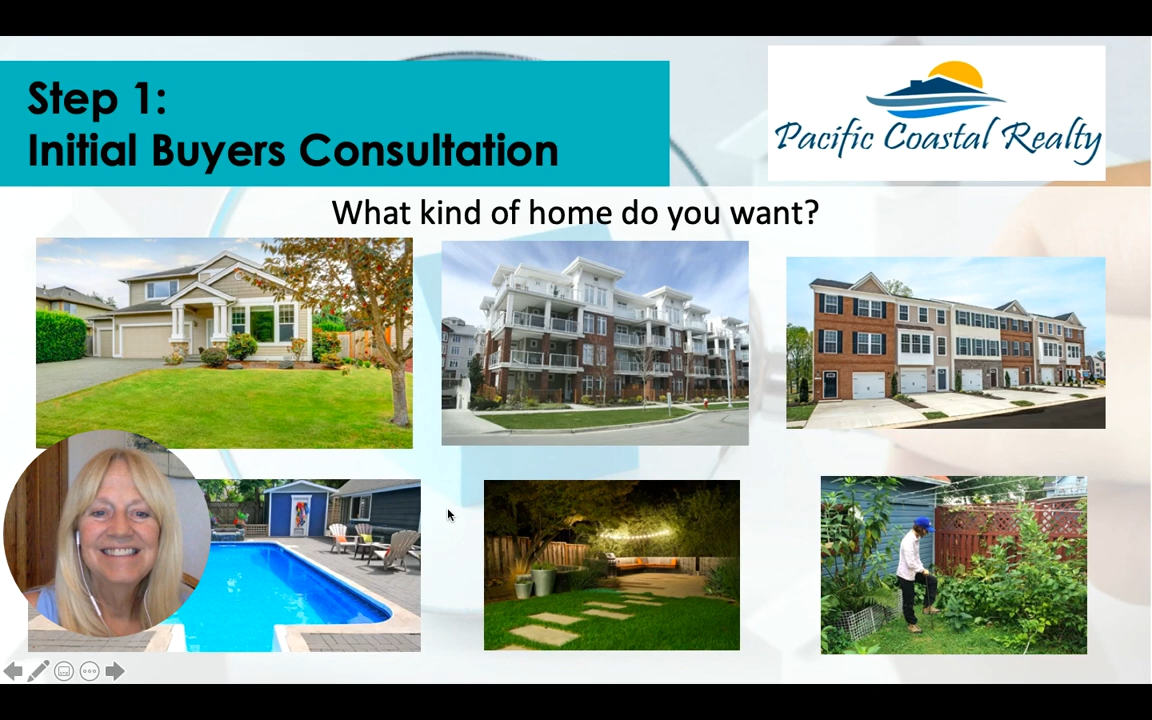 Step 1:
Initial Buyers Consultation
Pacific Coastal Realty
What kind of home do you want?